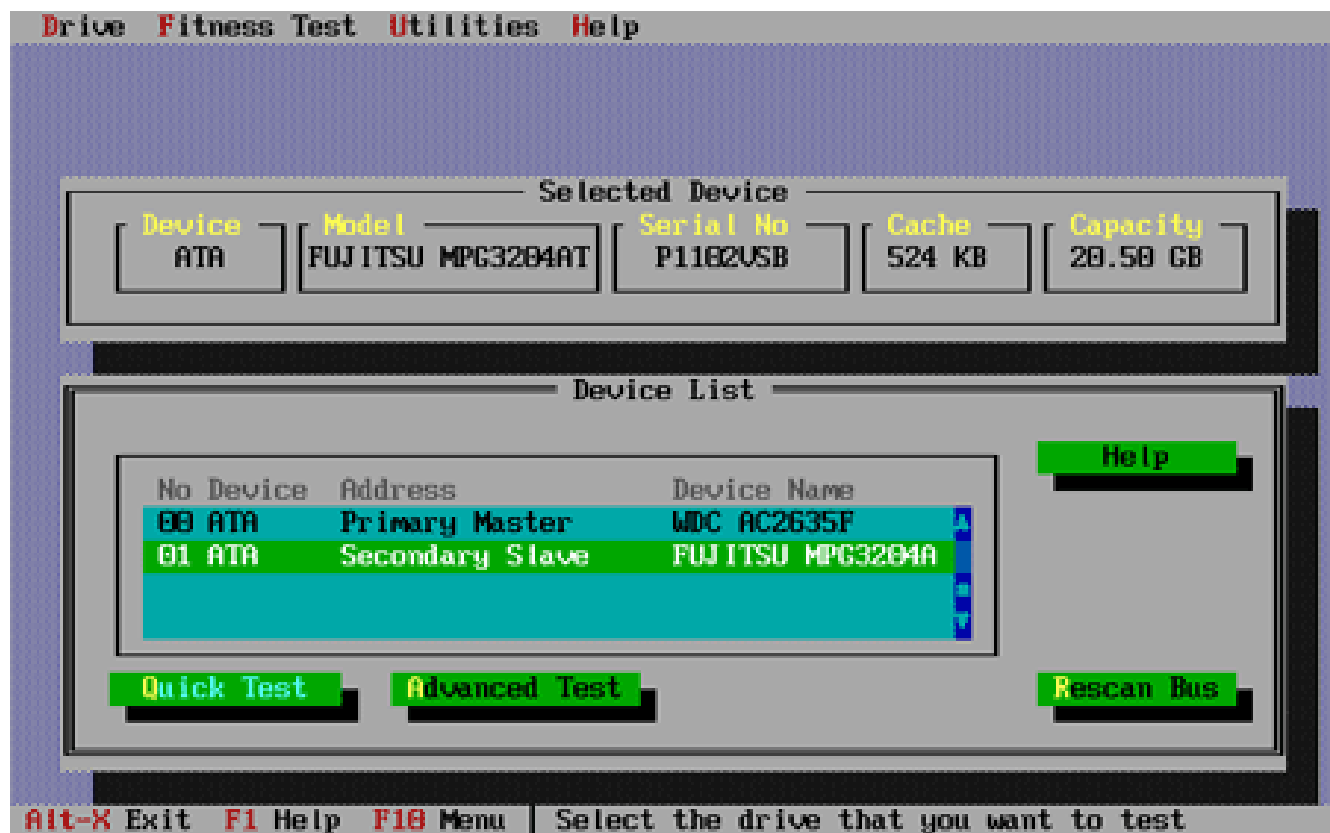 Drive Fitness Test Utilities Help
Selected Device
Device Model Serial No Cache Capacity
ATA FUJITSU MPG3204AT P1102VSB 524 KB 20.50 GB
Device List
Help
No Device Address Device Name
00 ATA Primary Master WDC AC2635F
01 ATA Secondary Slave FUJITSU MPG3204A
Quick Test Advanced Test Rescan Bus
Alt-X Exit F1 Help F10 Menu Select the drive that you want to test